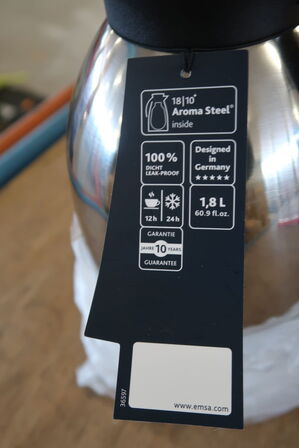 18|10*
Aroma Steel®
inside
100%
DICHT
LEAK-PROOF
Designed
in
Germany
★★★★★
12h
24h
1,8 L
60.9 fl.oz.
GARANTIE
JAHRE 10 YEARS
GUARANTEE
36597
www.emsa.com